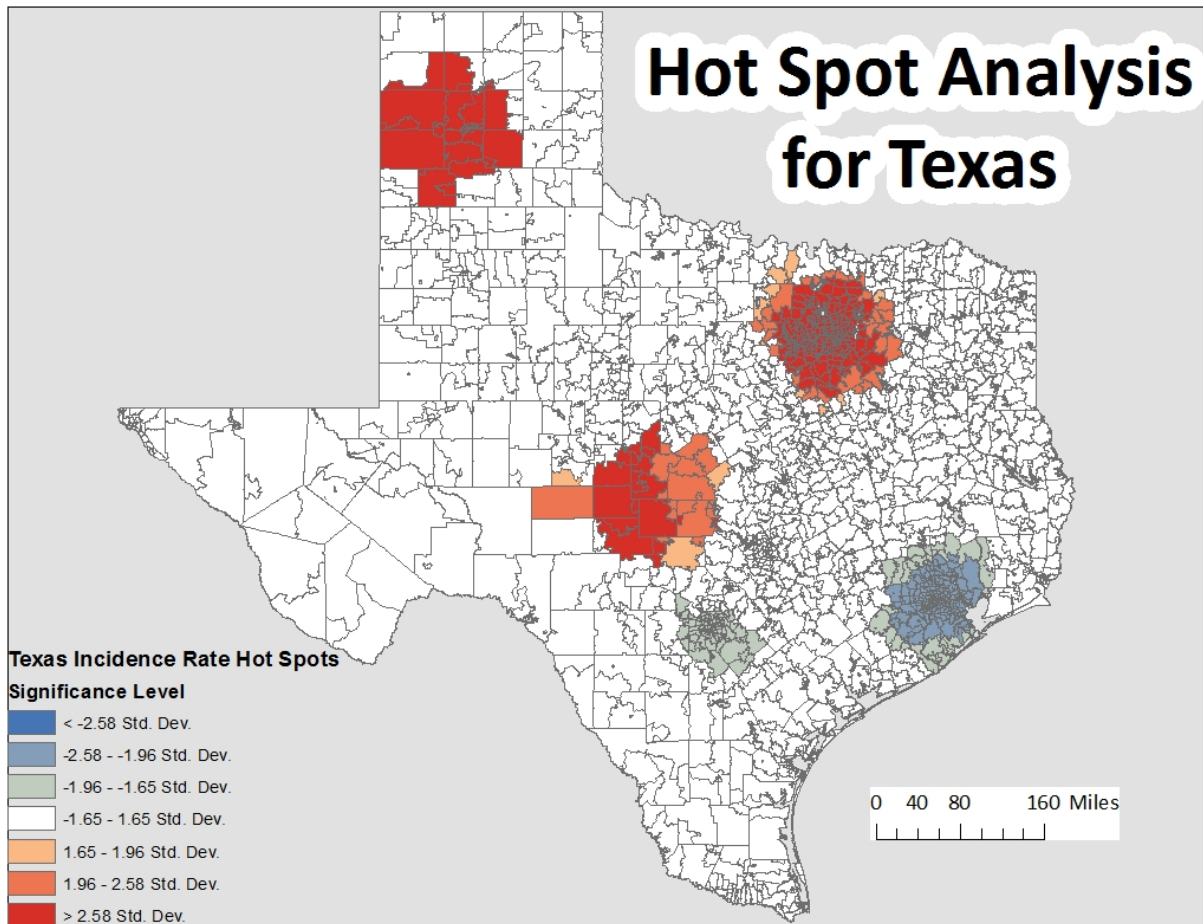 Hot Spot Analysis
for Texas
Texas Incidence Rate Hot Spots
Significance Level
< -2.58 Std. Dev.
-2.58 - -1.96 Std. Dev.
-1.96 - -1.65 Std. Dev.
-1.65 - 1.65 Std. Dev.
1.65 - 1.96 Std. Dev.
1.96 - 2.58 Std. Dev.
> 2.58 Std. Dev.
0 40 80 160 Miles